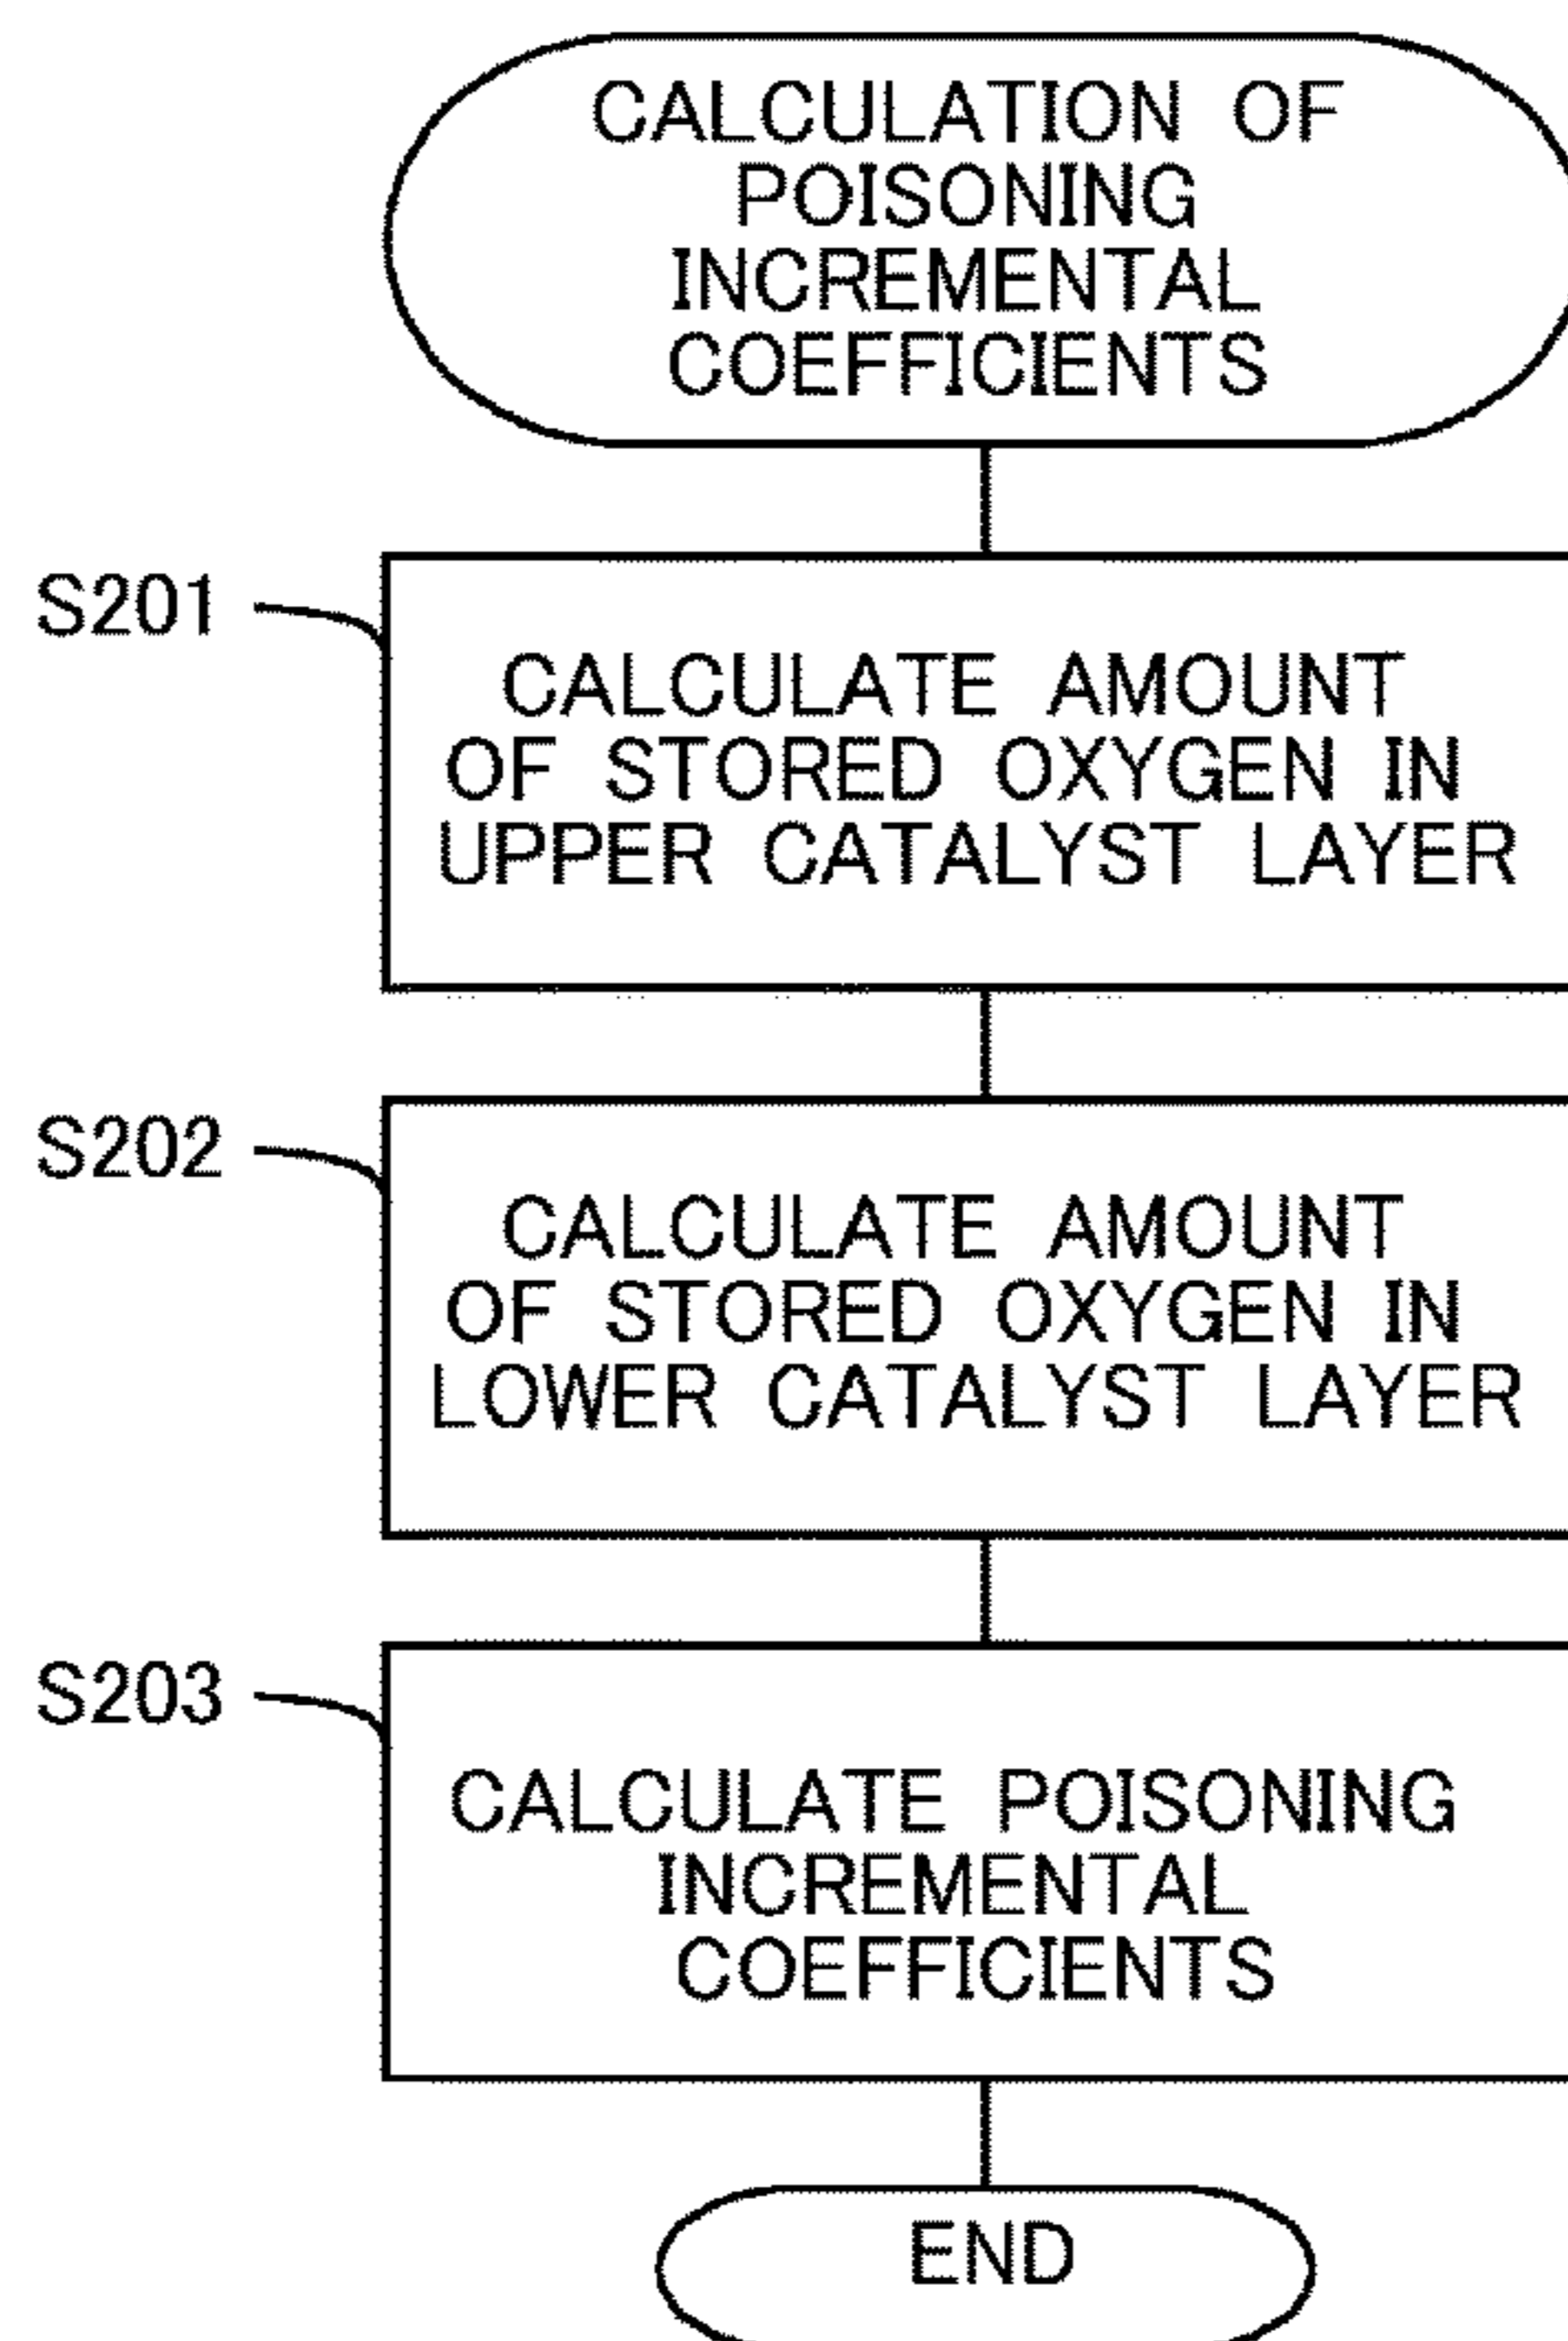 CALCULATION OF
POISONING
INCREMENTAL
COEFFICIENTS
S201
CALCULATE AMOUNT
OF STORED OXYGEN IN
UPPER CATALYST LAYER
S202
CALCULATE AMOUNT
OF STORED OXYGEN IN
LOWER CATALYST LAYER
S203
CALCULATE POISONING
INCREMENTAL
COEFFICIENTS
END